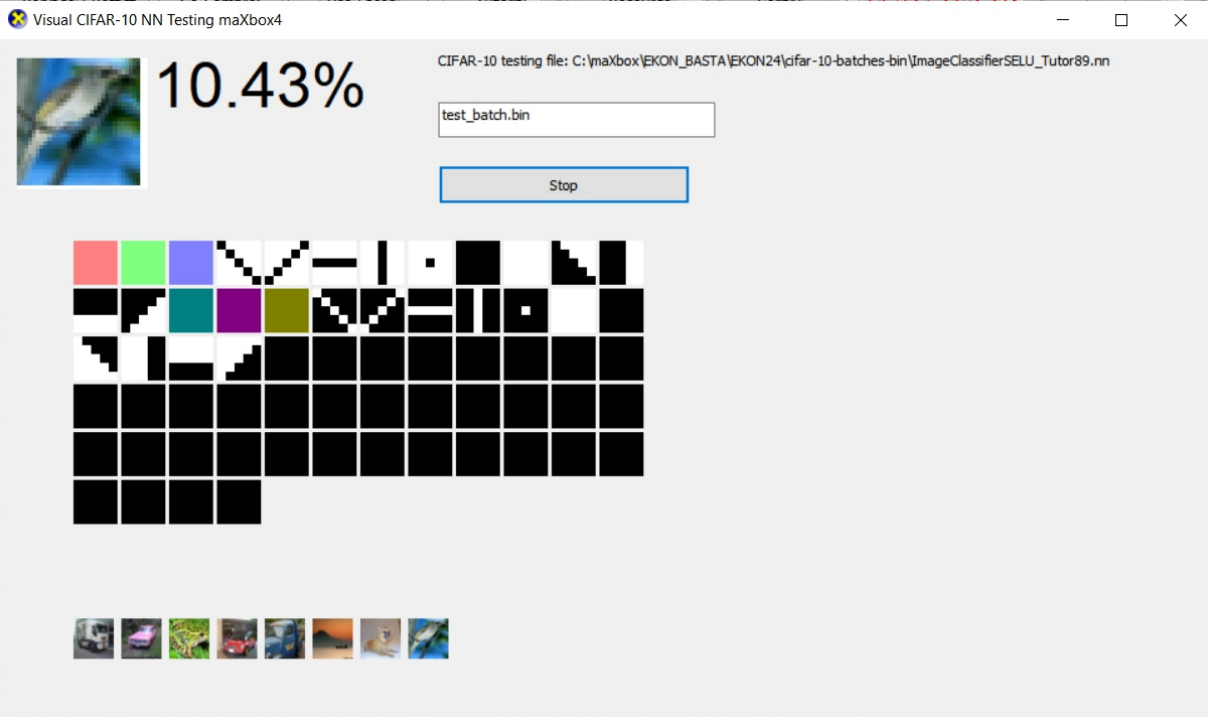 Visual CIFAR-10 NN Testing maXbox4
10.43%
CIFAR-10 testing file: C:\maXbox\EKON_BASTA\EKON24\cifar-10-batches-bin\ImageClassifierSELU_Tutor89.nn
test_batch.bin
Stop